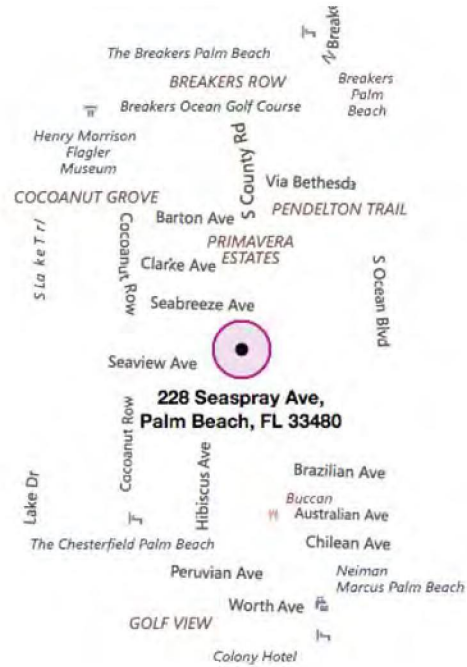 N Breake
The Breakers Palm Beach
BREAKERS ROW
Breakers
Palm
Beach
Breakers Ocean Golf Course
Henry Morrison
Flagler
Museum
S County Rd
Via Bethesda
COCOANUT GROVE
PENDELTON TRAIL
Barton Ave
S Lake Trl
Cocoanut Row
PRIMAVERA
ESTATES
Clarke Ave
S Ocean Blvd
Seabreeze Ave
Seaview Ave
228 Seaspray Ave,
Palm Beach, FL 33480
Cocoanut Row
Hibiscus Ave
Lake Dr
Brazilian Ave
Buccan
Australian Ave
The Chesterfield Palm Beach
Chilean Ave
Peruvian Ave
Neiman
Marcus Palm Beach
Worth Ave
GOLF VIEW
Colony Hotel